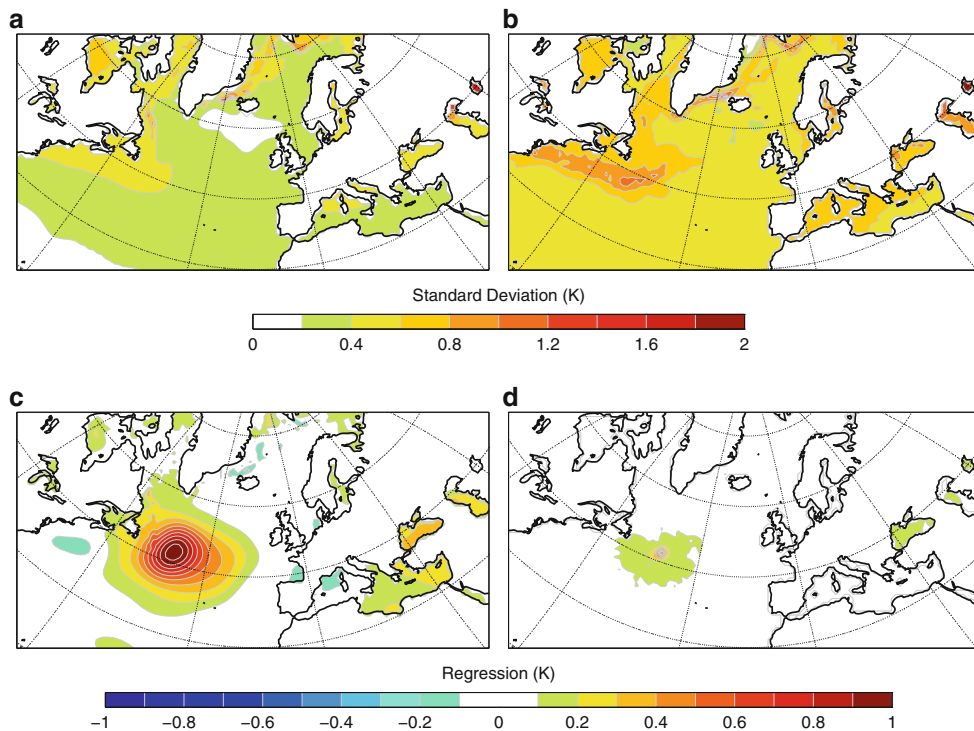 a
b
Standard Deviation (K)
0 0.4 0.8 1.2 1.6 2
c
d
Regression (K)
−1 −0.8 −0.6 −0.4 −0.2 0 0.2 0.4 0.6 0.8 1